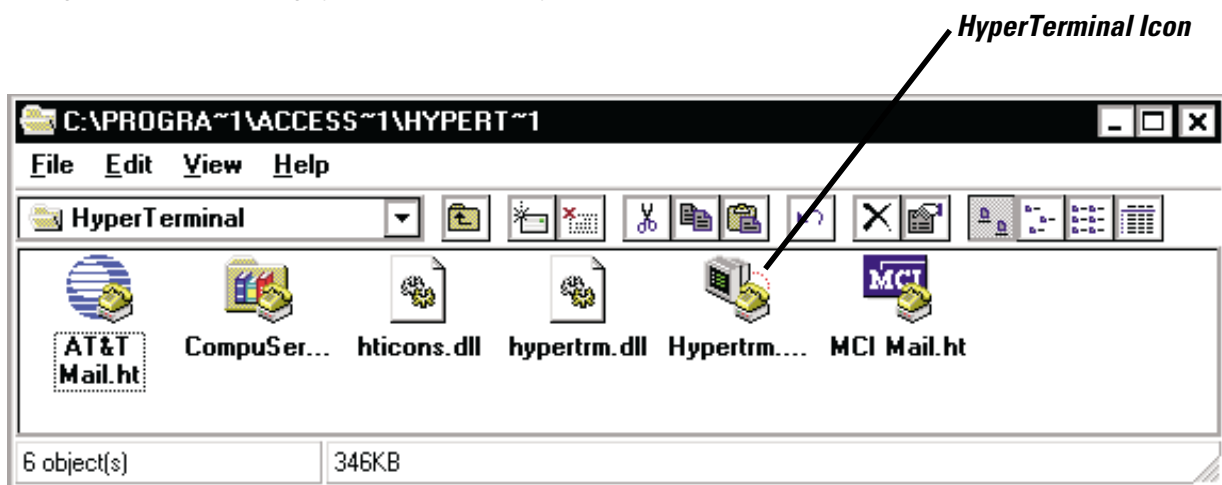 HyperTerminal Icon
C:\PROGRA~1\ACCESS~1\HYPERT~1
File Edit View Help
HyperTerminal
MCI
AT&T Mail.ht CompuSer... hticons.dll hypertrm.dll Hypertrm.... MCI Mail.ht
6 object(s) 346KB